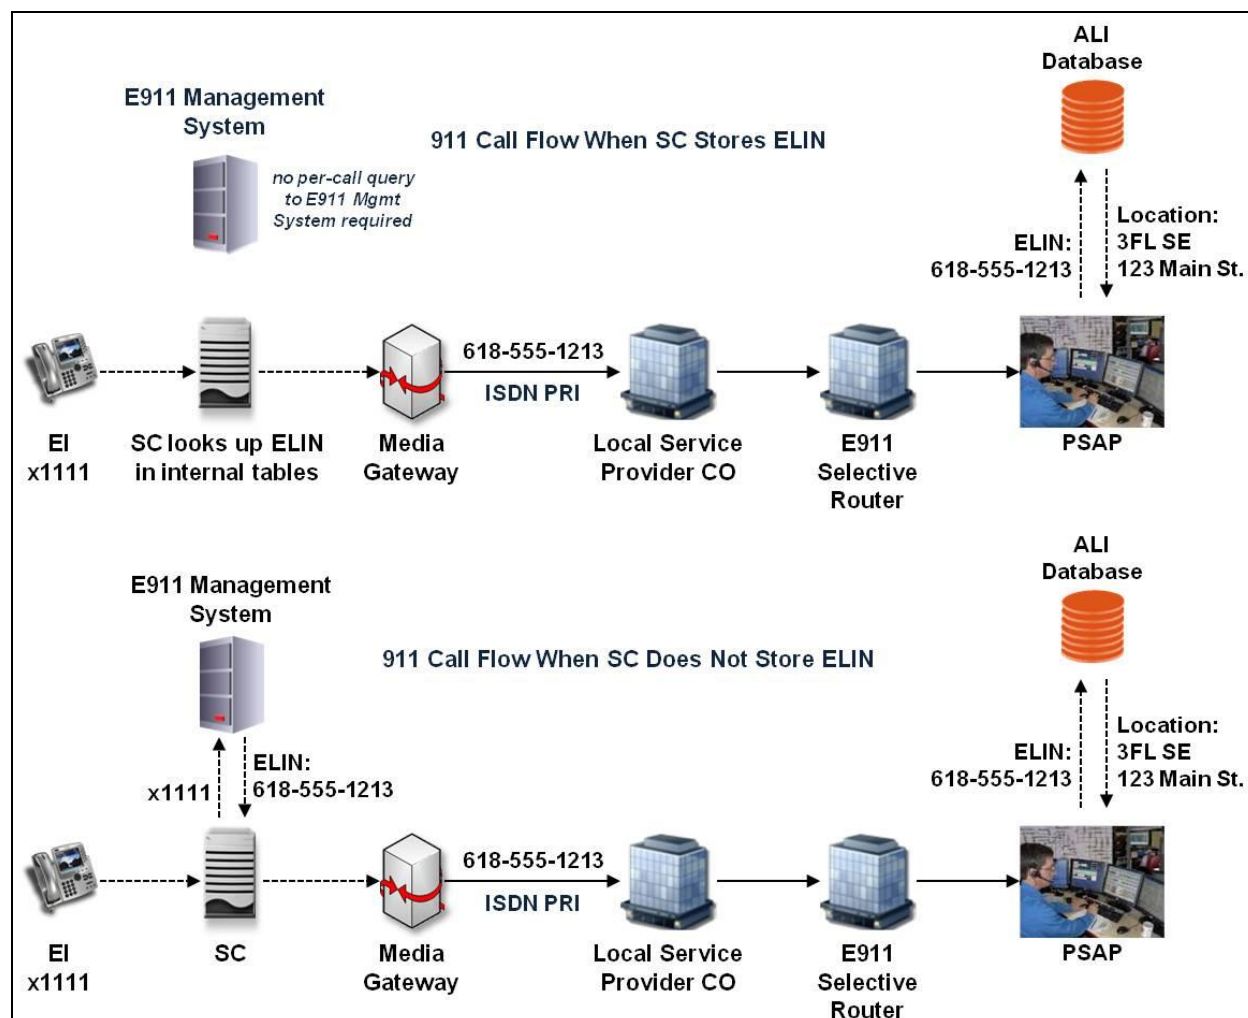 ALI
Database
E911 Management
System
911 Call Flow When SC Stores ELIN
no per-call query
to E911 Mgmt
System required
ELIN:
618-555-1213
Location:
3FL SE
123 Main St.
618-555-1213
ISDN PRI
EI
x1111
SC looks up ELIN
in internal tables
Media
Gateway
Local Service
Provider CO
E911
Selective
Router
PSAP
ALI
Database
E911 Management
System
911 Call Flow When SC Does Not Store ELIN
x1111
ELIN:
618-555-1213
ELIN:
618-555-1213
Location:
3FL SE
123 Main St.
618-555-1213
ISDN PRI
EI
x1111
SC
Media
Gateway
Local Service
Provider CO
E911
Selective
Router
PSAP